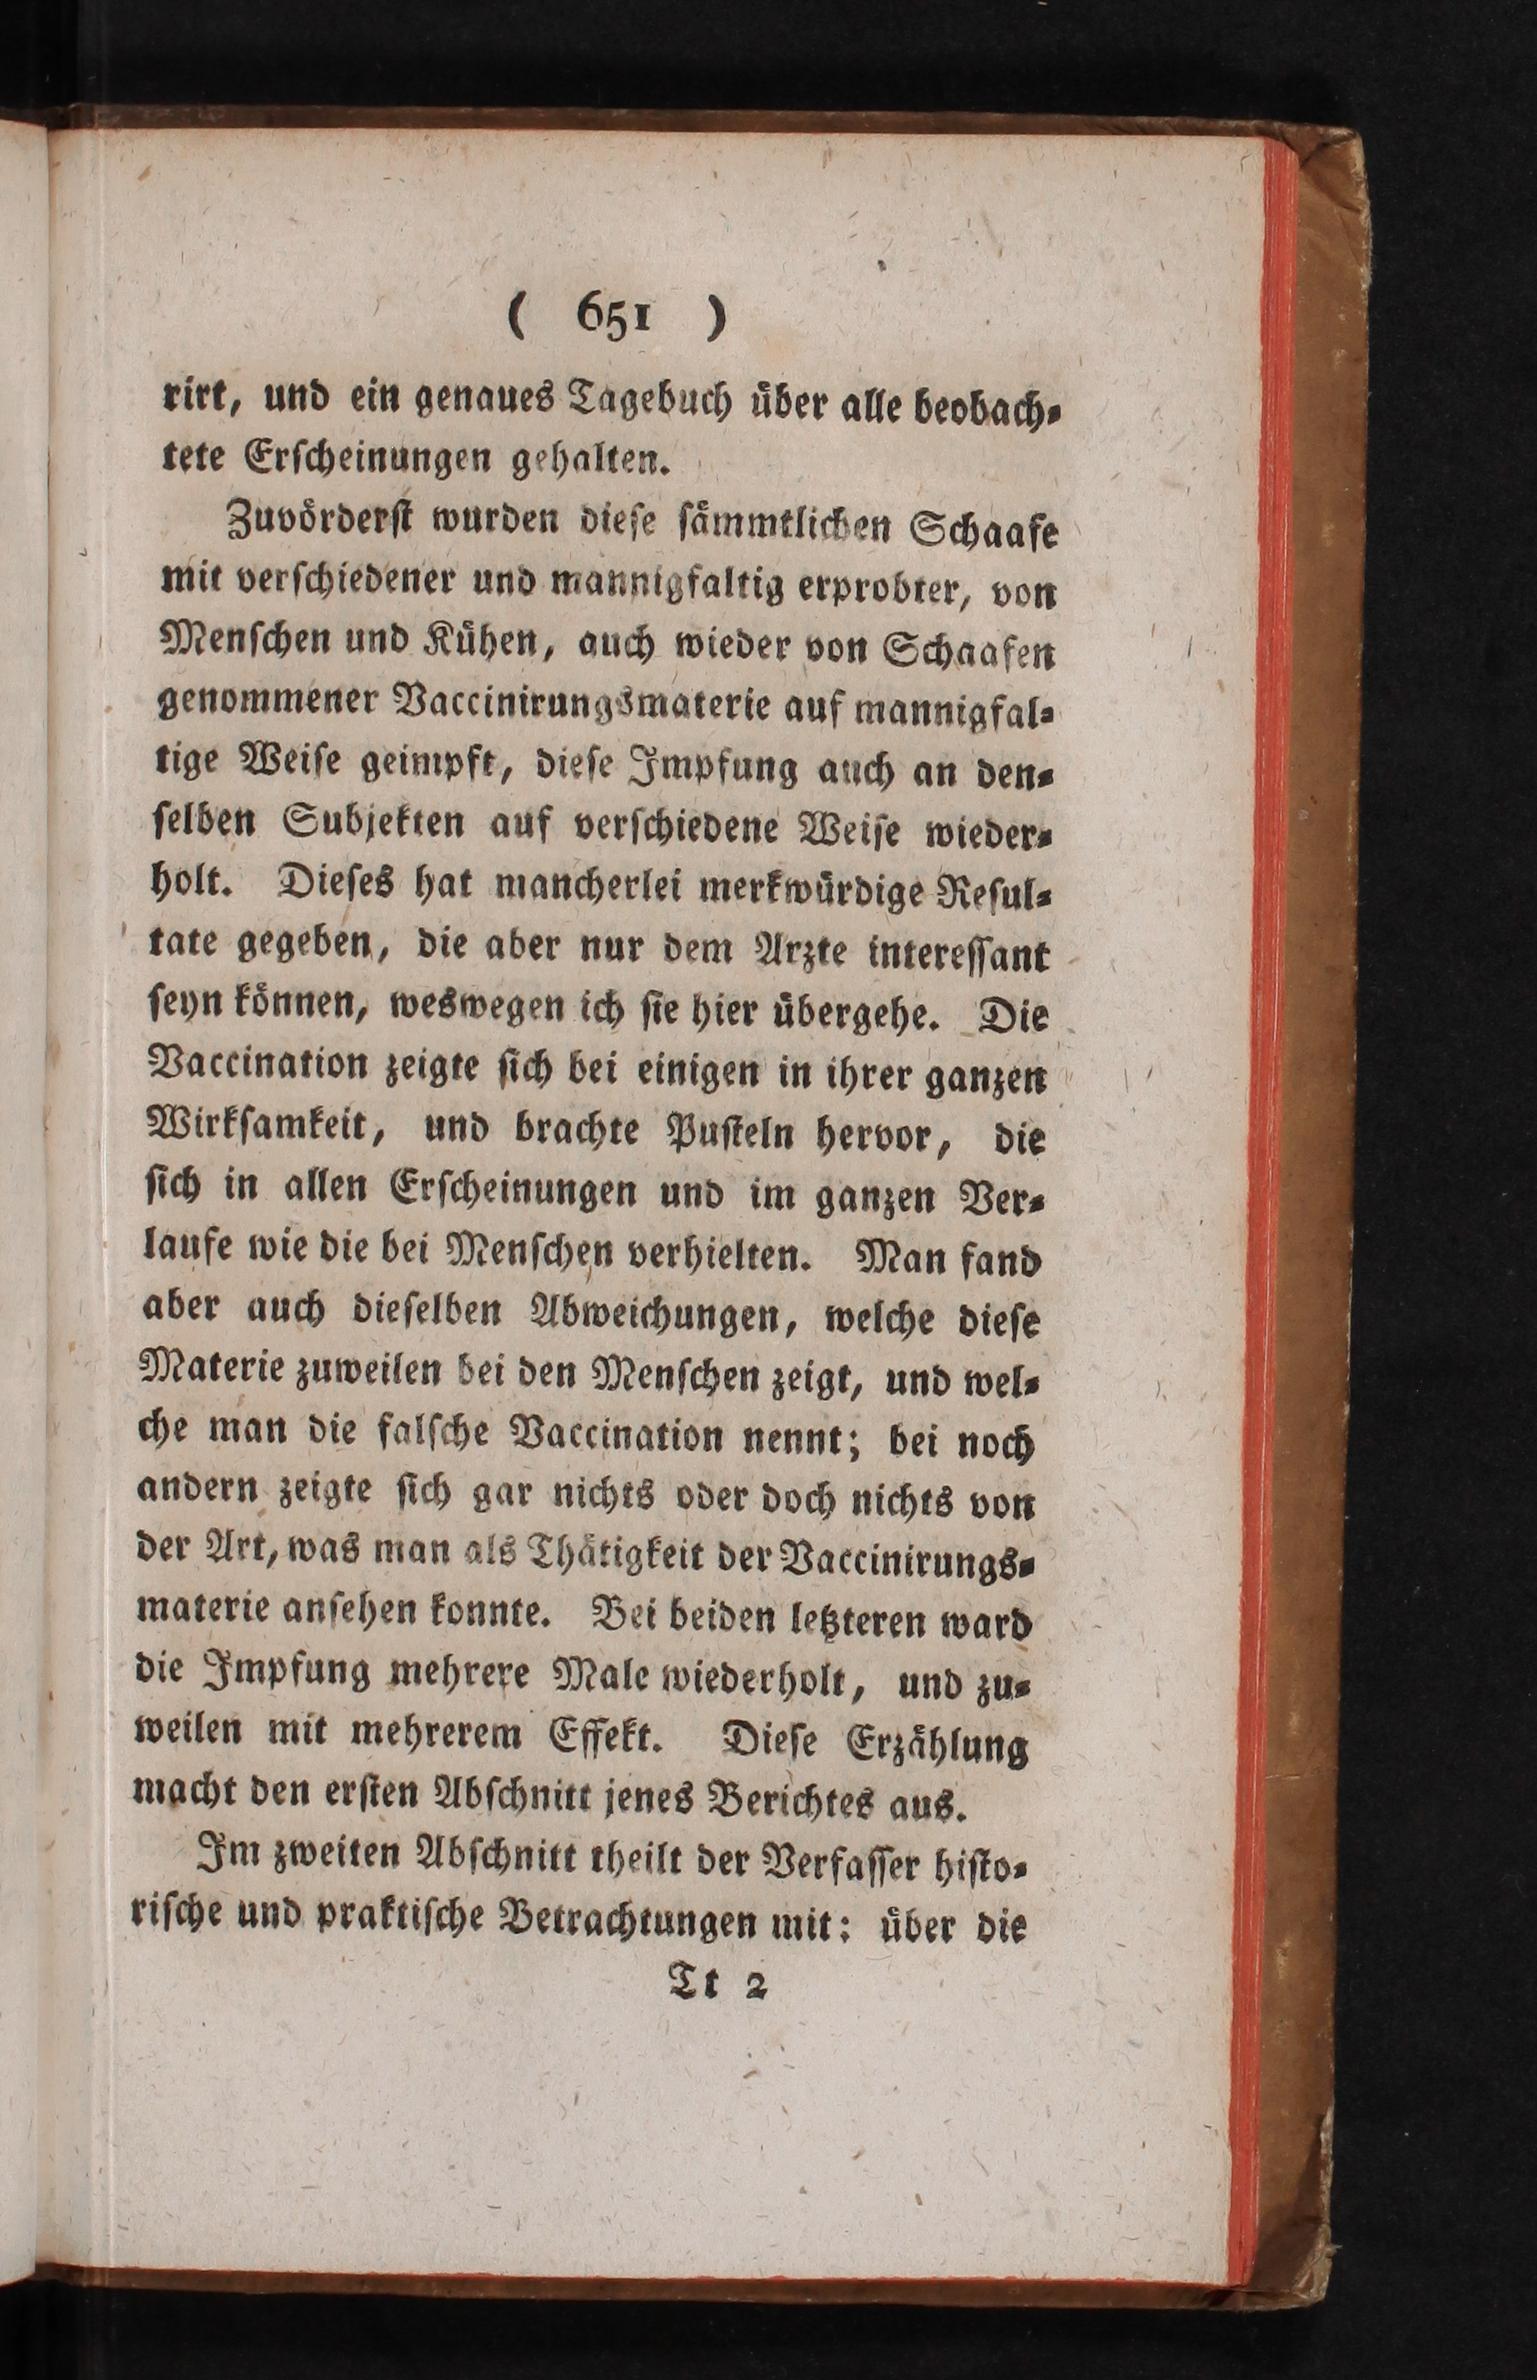 ( 651 )
rirt, und ein genaues Tagebuch über alle beobach-
tete Erſcheinungen gehalten.
Zuvörderſt wurden dieſe ſämmtlichen Schaafe
mit verſchiedener und mannigfaltig erprobter, von
Menſchen und Kühen, auch wieder von Schaafen
genommener Vaccinirungsmaterie auf mannigfal-
tige Weiſe geimpft, dieſe Impfung auch an den-
ſelben Subjekten auf verſchiedene Weiſe wieder-
holt. Dieſes hat mancherlei merkwürdige Reſul-
tate gegeben, die aber nur dem Arzte intereſſant
ſeyn können, weswegen ich ſie hier übergehe. Die
Vaccination zeigte ſich bei einigen in ihrer ganzen
Wirkſamkeit, und brachte Puſteln hervor, die
ſich in allen Erſcheinungen und im ganzen Ver-
laufe wie die bei Menſchen verhielten. Man fand
aber auch dieſelben Abweichungen, welche dieſe
Materie zuweilen bei den Menſchen zeigt, und wel-
che man die falſche Vaccination nennt; bei noch
andern zeigte ſich gar nichts oder doch nichts von
der Art, was man als Thätigkeit der Vaccinirungs-
materie anſehen konnte. Bei beiden letzteren ward
die Impfung mehrere Male wiederholt, und zu-
weilen mit mehrerem Effekt. Dieſe Erzählung
macht den erſten Abſchnitt jenes Berichtes aus.
Im zweiten Abſchnitt theilt der Verfaſſer hiſto-
riſche und praktiſche Betrachtungen mit: über die
Tt 2